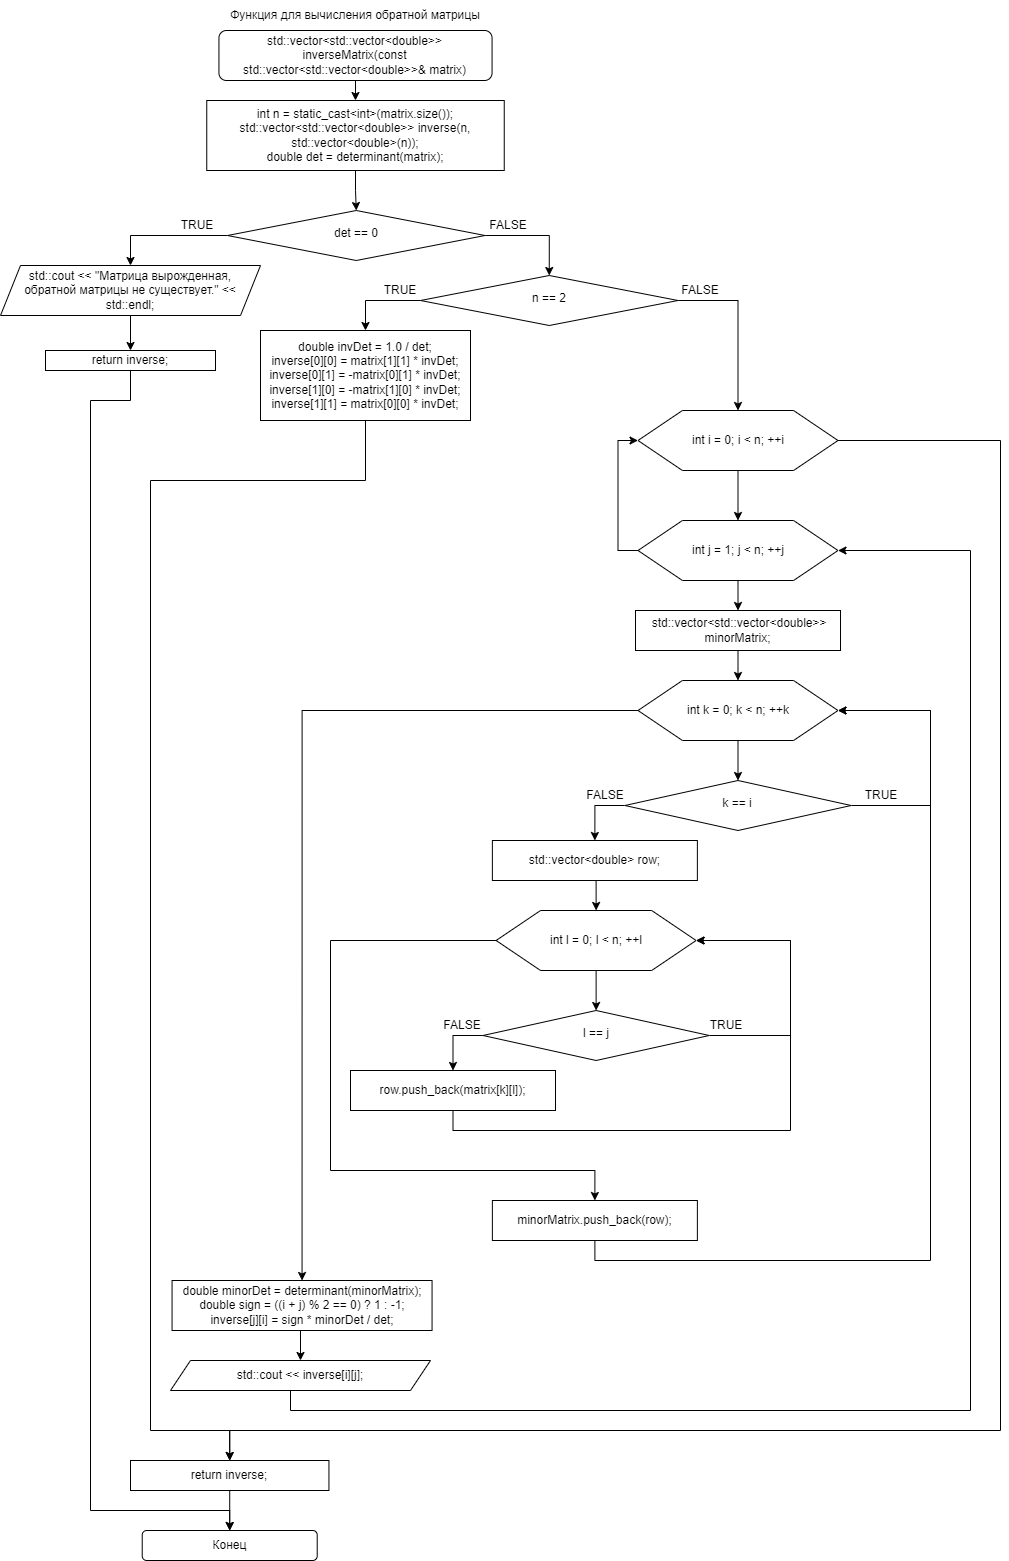 Функция для вычисления обратной матрицы
std::vector<std::vector<double>>
inverseMatrix(const
std::vector<std::vector<double>>& matrix)
int n = static_cast<int>(matrix.size());
std::vector<std::vector<double>> inverse(n,
std::vector<double>(n));
double det = determinant(matrix);
det == 0
TRUE
FALSE
std::cout << "Матрица вырожденная,
обратной матрицы не существует." <<
std::endl;
return inverse;
n == 2
TRUE
FALSE
double invDet = 1.0 / det;
inverse[0][0] = matrix[1][1] * invDet;
inverse[0][1] = -matrix[0][1] * invDet;
inverse[1][0] = -matrix[1][0] * invDet;
inverse[1][1] = matrix[0][0] * invDet;
int i = 0; i < n; ++i
int j = 1; j < n; ++j
std::vector<std::vector<double>>
minorMatrix;
int k = 0; k < n; ++k
k == i
FALSE
TRUE
std::vector<double> row;
int l = 0; l < n; ++l
l == j
FALSE
TRUE
row.push_back(matrix[k][l]);
minorMatrix.push_back(row);
double minorDet = determinant(minorMatrix);
double sign = ((i + j) % 2 == 0) ? 1 : -1;
inverse[j][i] = sign * minorDet / det;
std::cout << inverse[i][j];
return inverse;
Конец